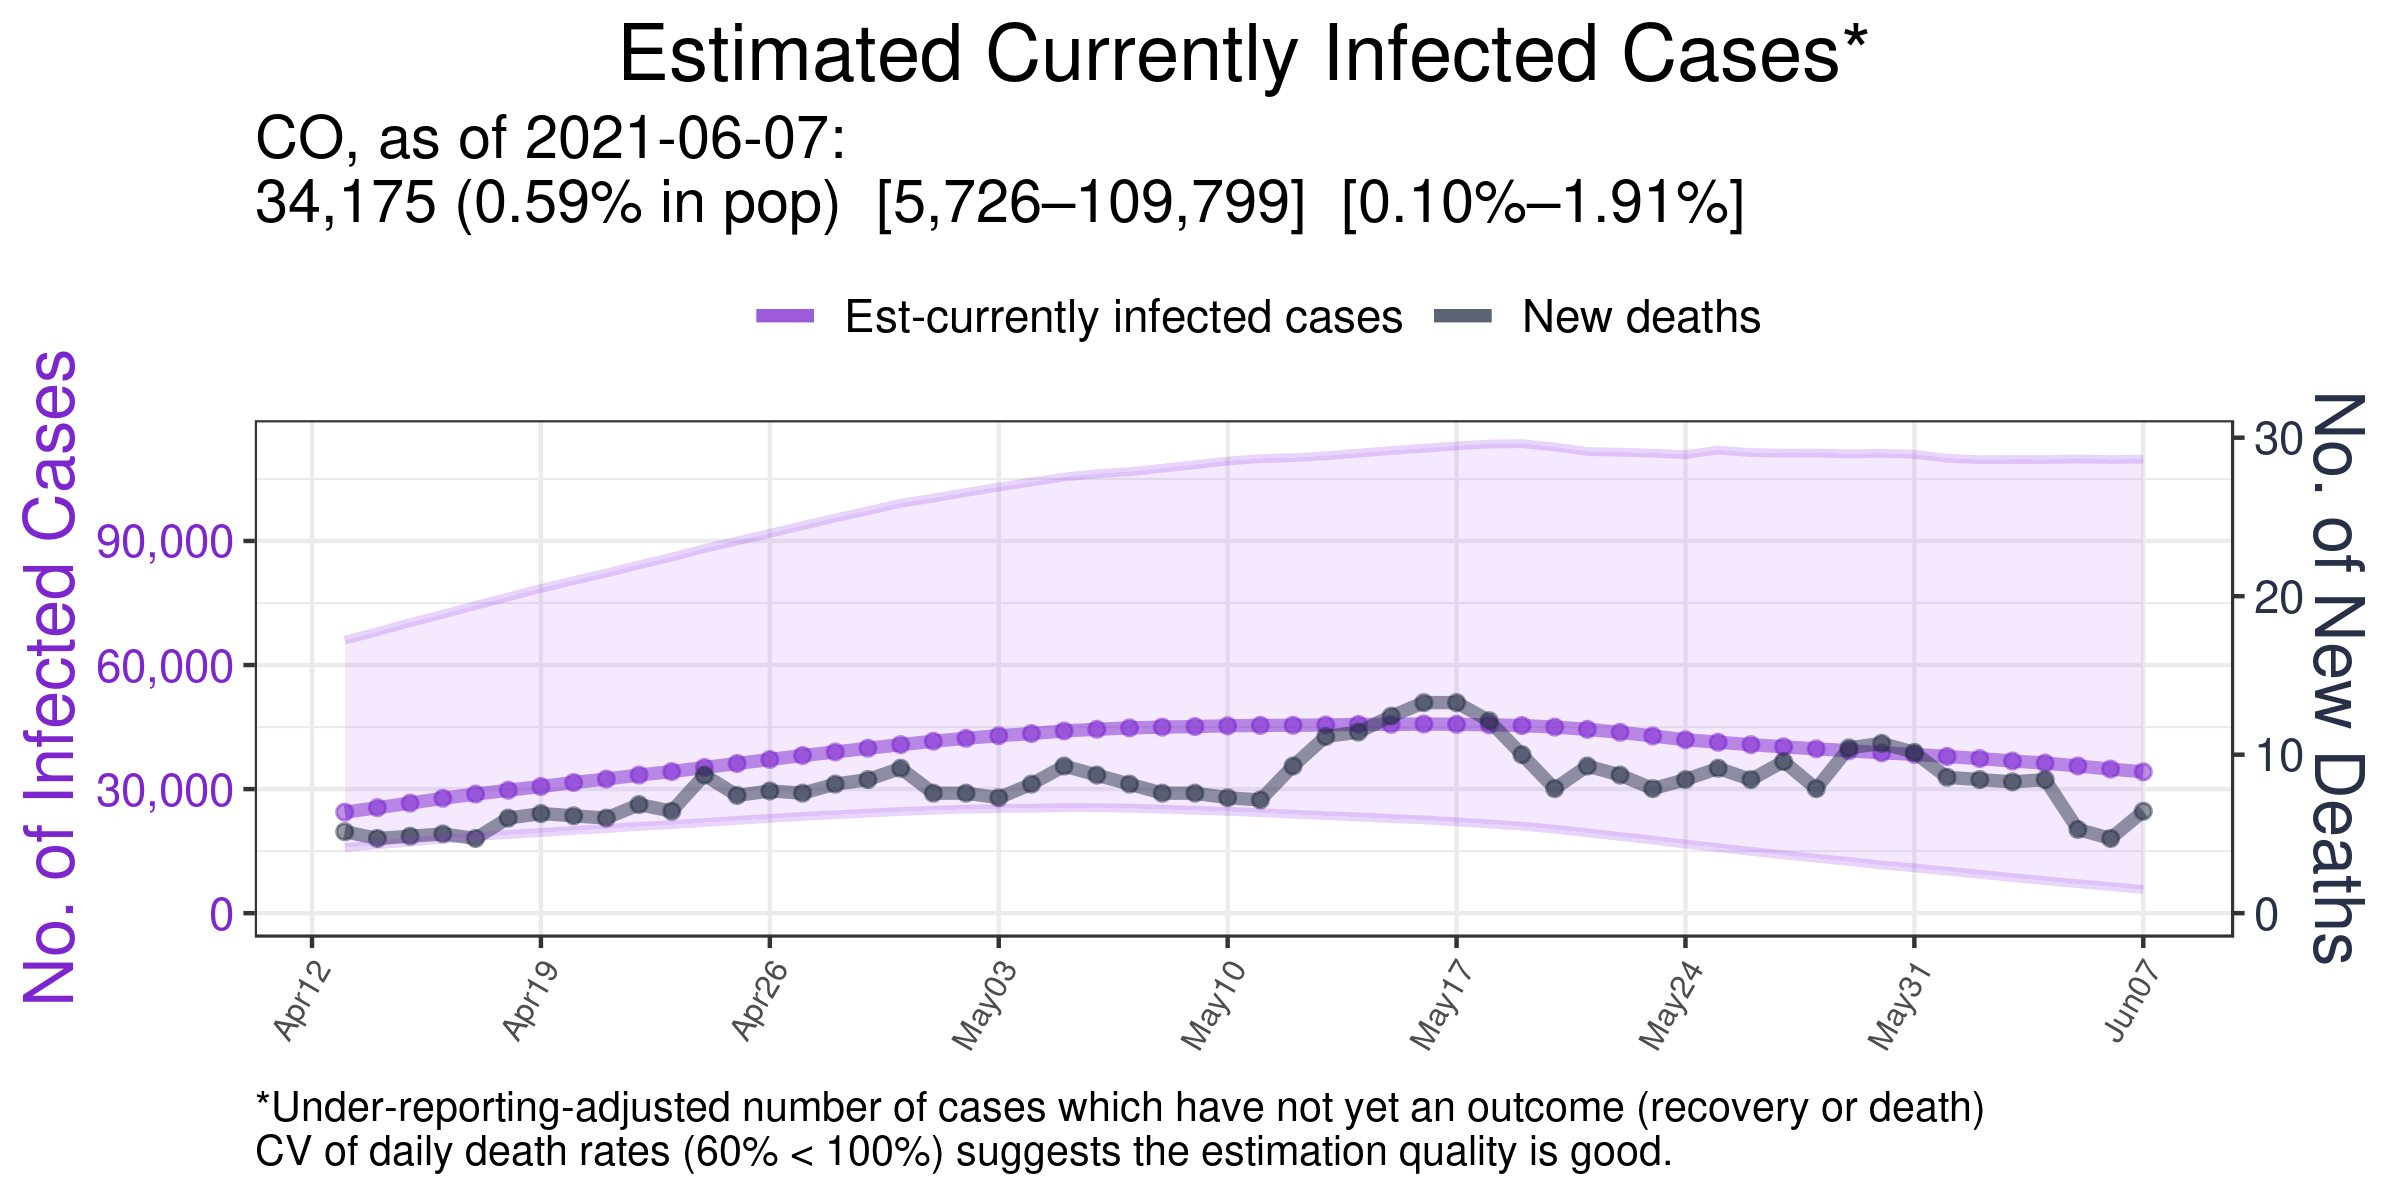 Estimated Currently Infected Cases*
CO, as of 2021-06-07:
34,175 (0.59% in pop)  [5,726–109,799]  [0.10%–1.91%]
Est-currently infected cases
New deaths
No. of Infected Cases
90,000
60,000
30,000
0
30
20
10
0
No. of New Deaths
Apr12
Apr19
Apr26
May03
May10
May17
May24
May31
Jun07
*Under-reporting-adjusted number of cases which have not yet an outcome (recovery or death)
CV of daily death rates (60% < 100%) suggests the estimation quality is good.